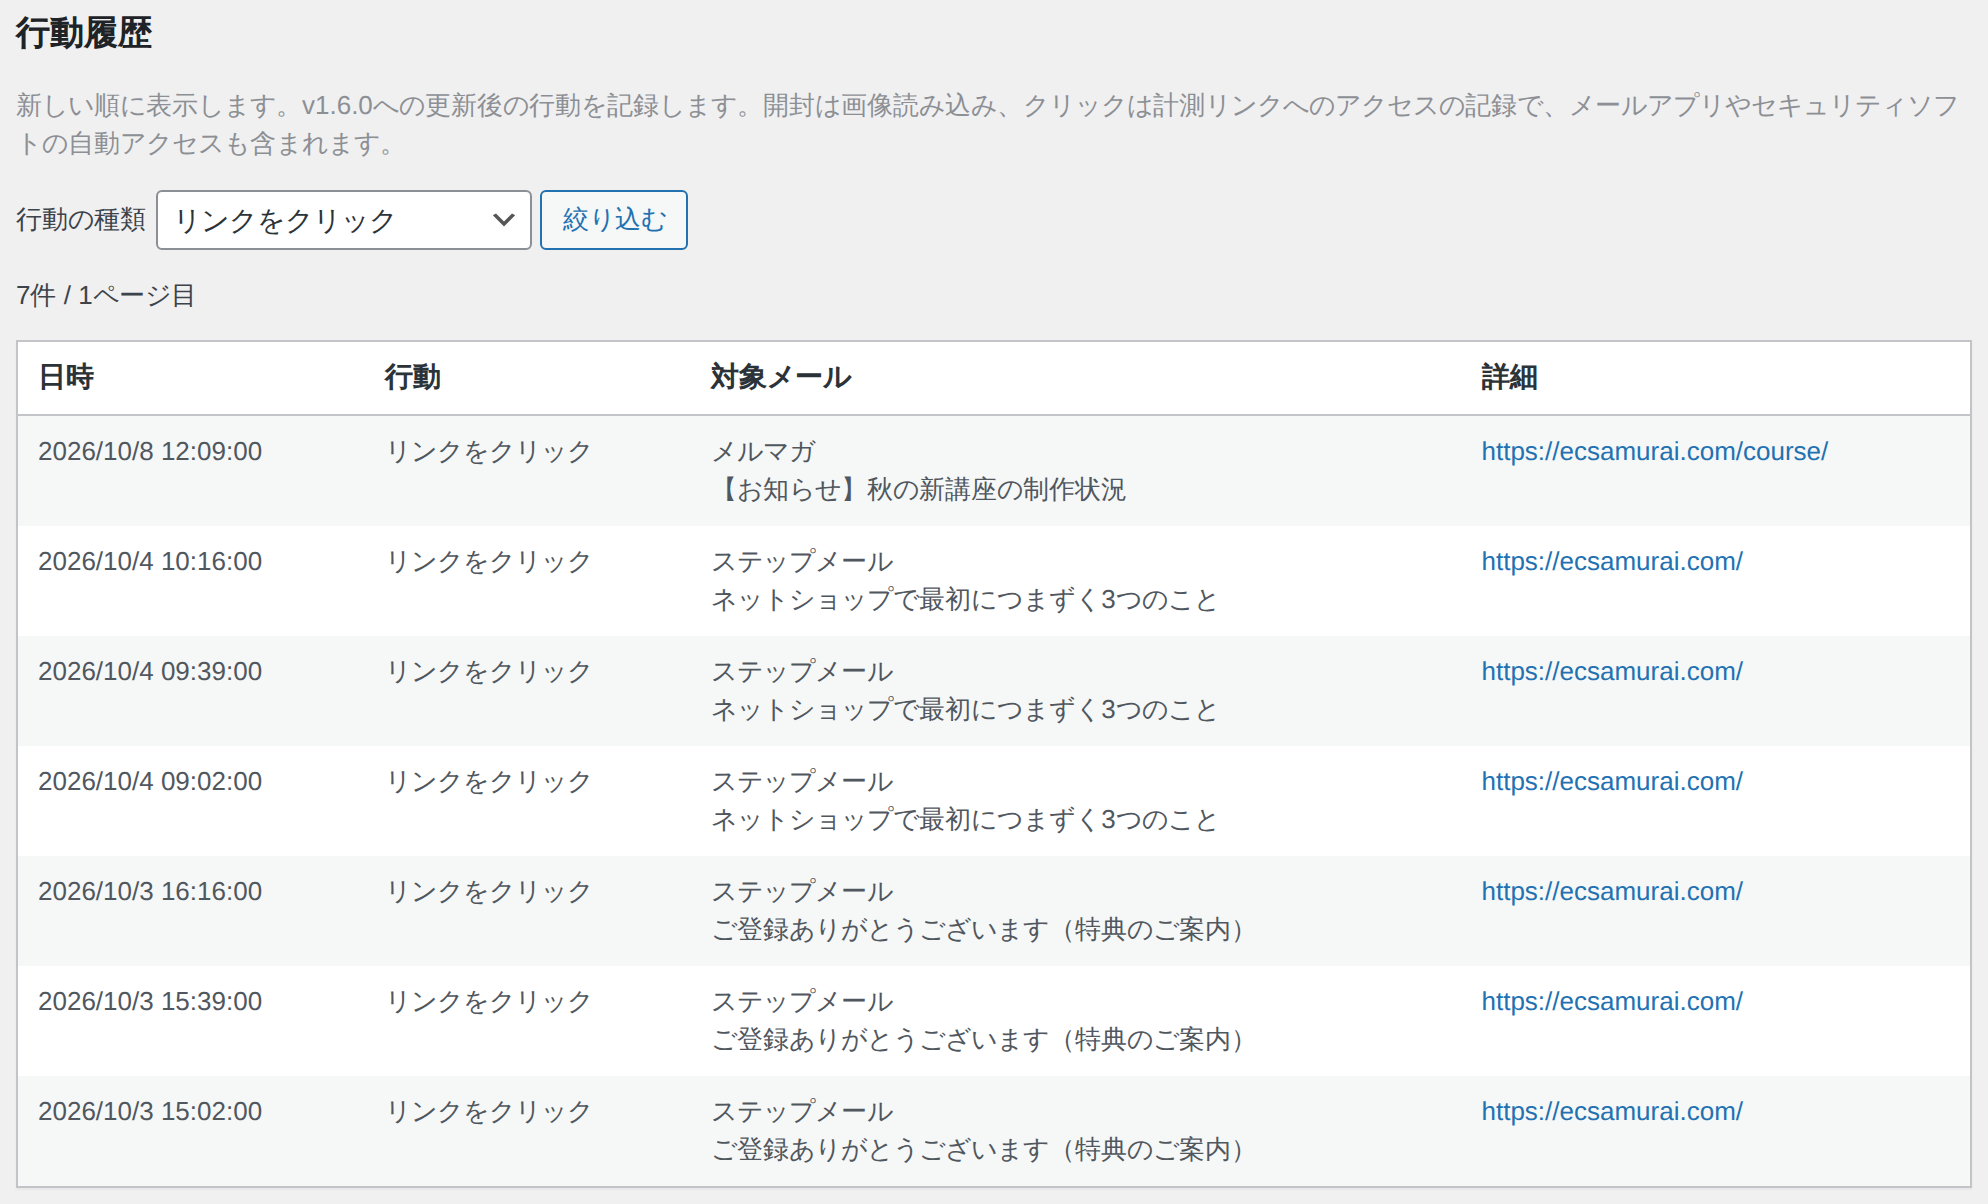 行動履歴
新しい順に表示します。v1.6.0への更新後の行動を記録します。開封は画像読み込み、クリックは計測リンクへのアクセスの記録で、メールアプリやセキュリティソフ
トの自動アクセスも含まれます。
行動の種類 リンクをクリック 絞り込む
7件 / 1ページ目
日時 行動 対象メール 詳細
2026/10/8 12:09:00 リンクをクリック メルマガ https://ecsamurai.com/course/
【お知らせ】秋の新講座の制作状況
2026/10/4 10:16:00 リンクをクリック ステップメール https://ecsamurai.com/
ネットショップで最初につまずく3つのこと
2026/10/4 09:39:00 リンクをクリック ステップメール https://ecsamurai.com/
ネットショップで最初につまずく3つのこと
2026/10/4 09:02:00 リンクをクリック ステップメール https://ecsamurai.com/
ネットショップで最初につまずく3つのこと
2026/10/3 16:16:00 リンクをクリック ステップメール https://ecsamurai.com/
ご登録ありがとうございます（特典のご案内）
2026/10/3 15:39:00 リンクをクリック ステップメール https://ecsamurai.com/
ご登録ありがとうございます（特典のご案内）
2026/10/3 15:02:00 リンクをクリック ステップメール https://ecsamurai.com/
ご登録ありがとうございます（特典のご案内）